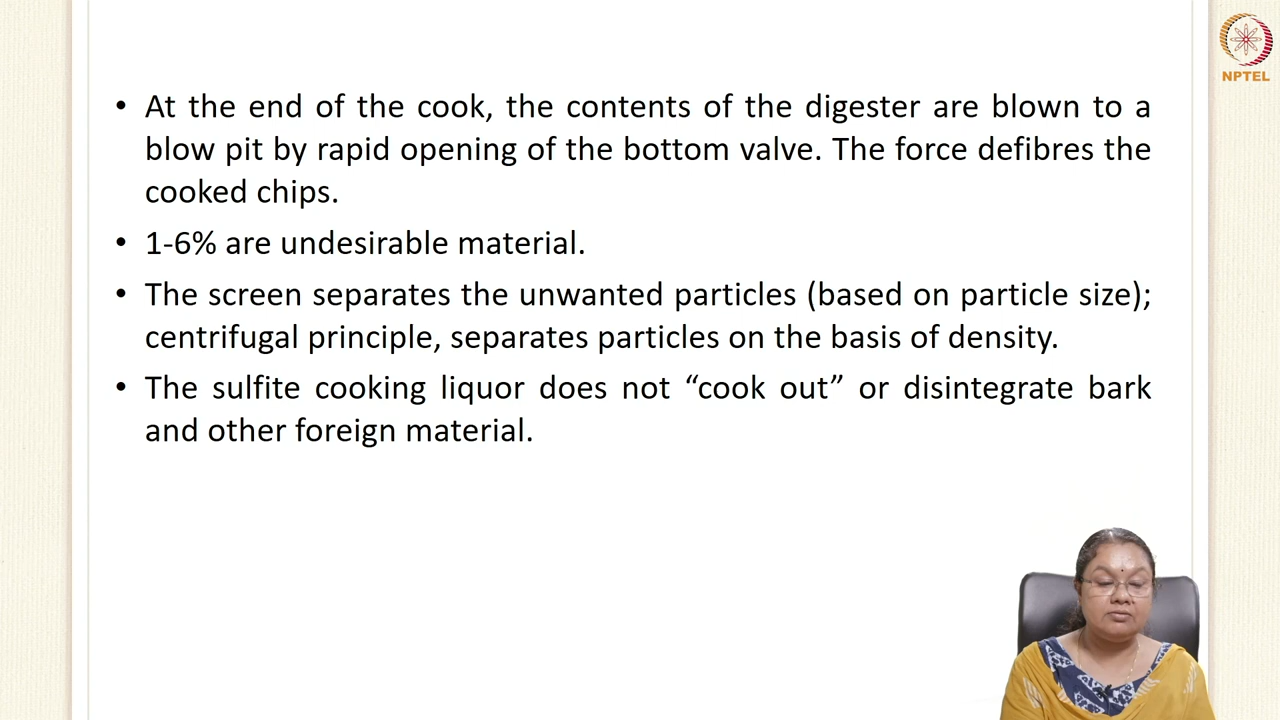 NPTEL
• At the end of the cook, the contents of the digester are blown to a
blow pit by rapid opening of the bottom valve. The force defibres the
cooked chips.
• 1-6% are undesirable material.
• The screen separates the unwanted particles (based on particle size);
centrifugal principle, separates particles on the basis of density.
• The sulfite cooking liquor does not “cook out” or disintegrate bark
and other foreign material.